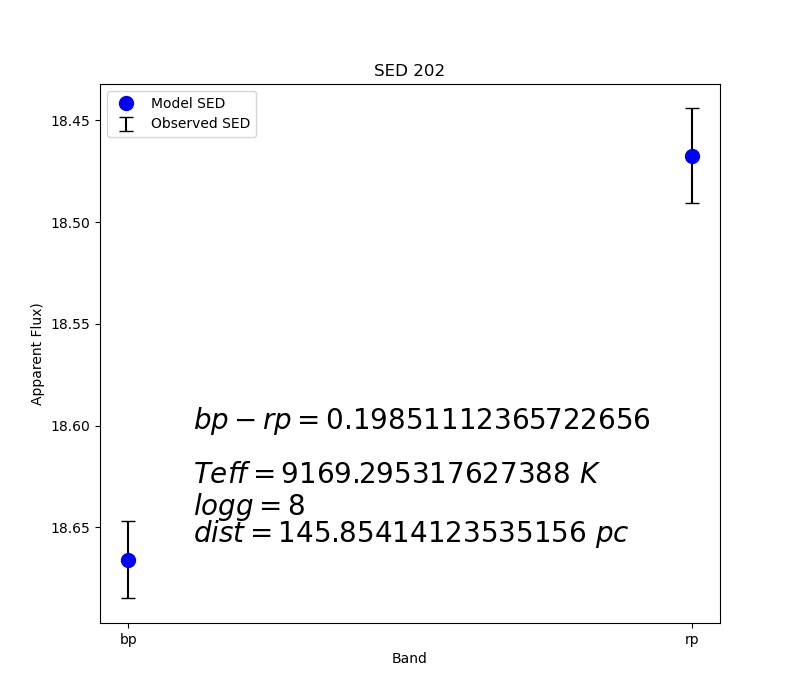 SED 202
Model SED
Observed SED
18.45
18.50
18.55
18.60
18.65
Apparent Flux)
bp − rp = 0.19851112365722656
Teff = 9169.295317627388 K
logg = 8
dist = 145.85414123535156 pc
bp
rp
Band